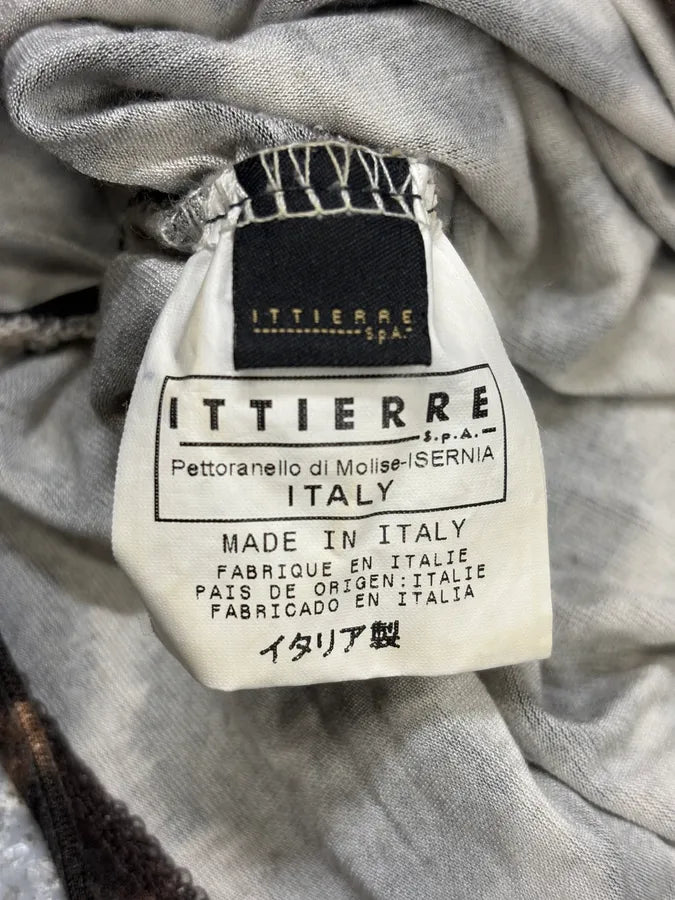 ITTIERRE
S.p.A.
ITTIERRE
S.p.A.
Pettoranello di Molise-ISERNIA
ITALY
MADE IN ITALY
FABRIQUE EN ITALIE
PAIS DE ORIGEN:ITALIE
FABRICADO EN ITALIA
イタリア製